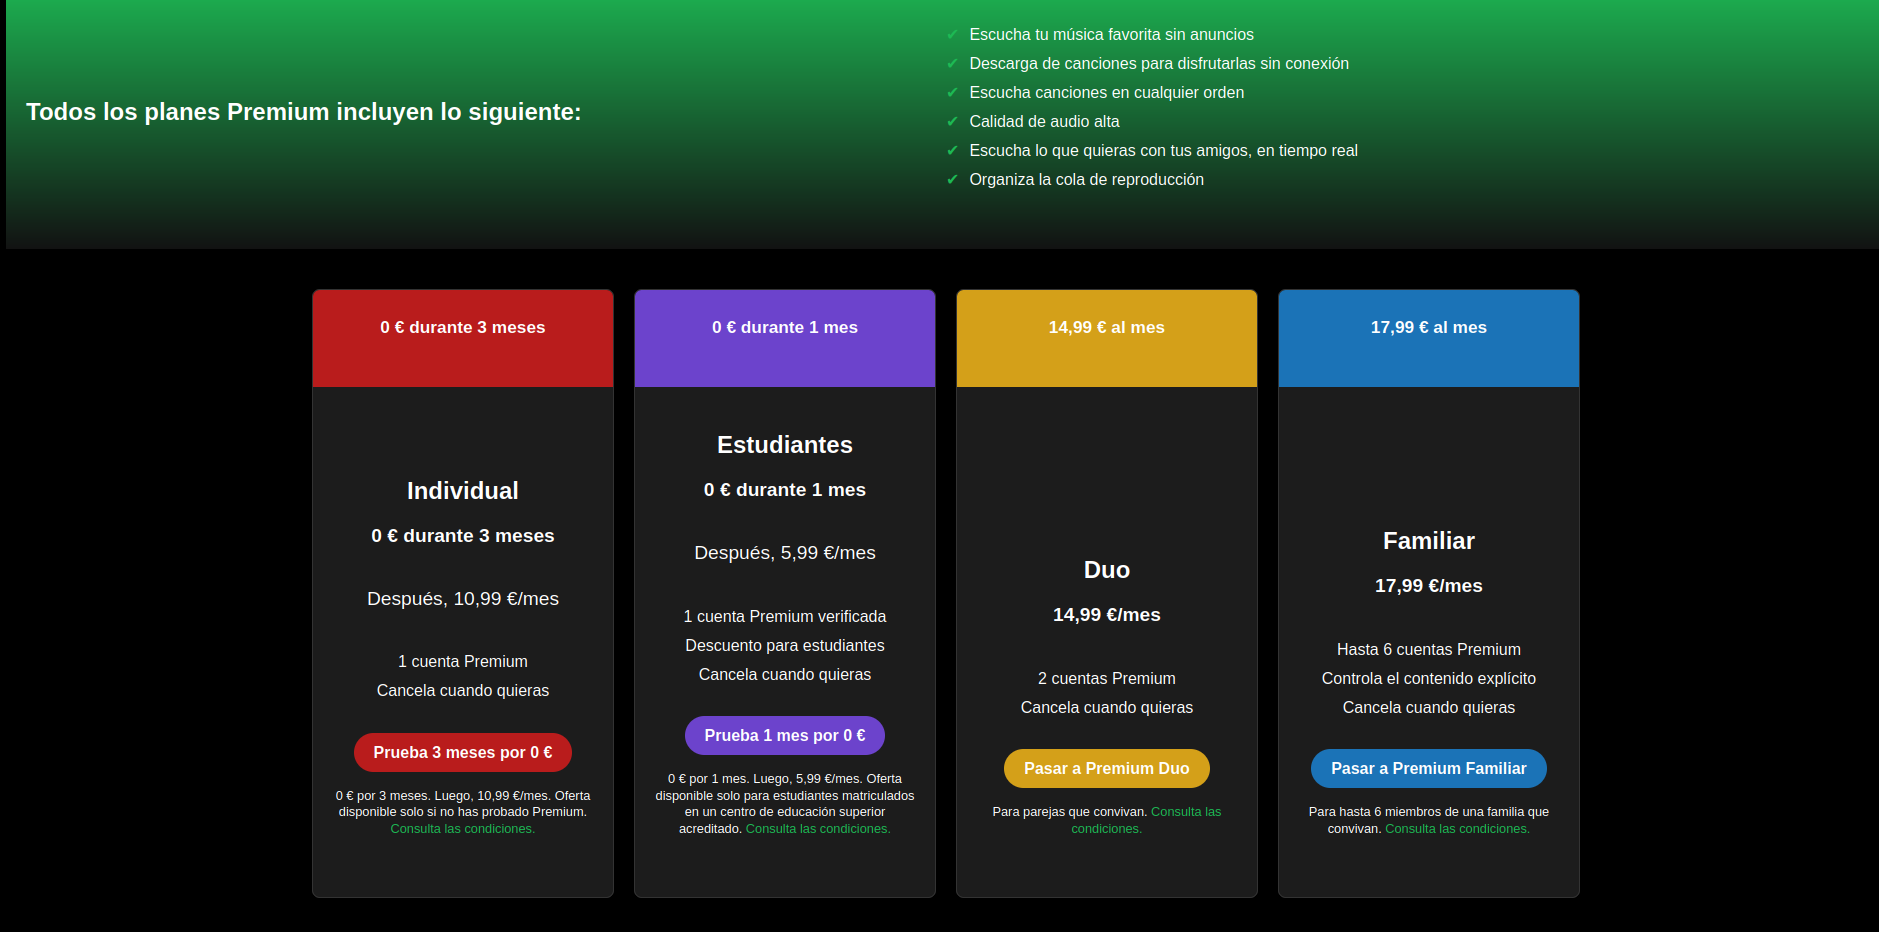 Todos los planes Premium incluyen lo siguiente:
✔ Escucha tu música favorita sin anuncios
✔ Descarga de canciones para disfrutarlas sin conexión
✔ Escucha canciones en cualquier orden
✔ Calidad de audio alta
✔ Escucha lo que quieras con tus amigos, en tiempo real
✔ Organiza la cola de reproducción
0 € durante 3 meses
Individual
0 € durante 3 meses
Después, 10,99 €/mes
1 cuenta Premium
Cancela cuando quieras
Prueba 3 meses por 0 €
0 € por 3 meses. Luego, 10,99 €/mes. Oferta
disponible solo si no has probado Premium.
Consulta las condiciones.
0 € durante 1 mes
Estudiantes
0 € durante 1 mes
Después, 5,99 €/mes
1 cuenta Premium verificada
Descuento para estudiantes
Cancela cuando quieras
Prueba 1 mes por 0 €
0 € por 1 mes. Luego, 5,99 €/mes. Oferta
disponible solo para estudiantes matriculados
en un centro de educación superior
acreditado. Consulta las condiciones.
14,99 € al mes
Duo
14,99 €/mes
2 cuentas Premium
Cancela cuando quieras
Pasar a Premium Duo
Para parejas que convivan. Consulta las
condiciones.
17,99 € al mes
Familiar
17,99 €/mes
Hasta 6 cuentas Premium
Controla el contenido explícito
Cancela cuando quieras
Pasar a Premium Familiar
Para hasta 6 miembros de una familia que
convivan. Consulta las condiciones.